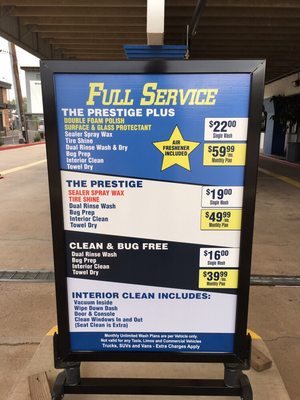 FULL SERVICE
THE PRESTIGE PLUS
DOUBLE FOAM POLISH
SURFACE & GLASS PROTECTANT
Sealer Spray Wax
Tire Shine
Dual Rinse Wash & Dry
Bug Prep
Interior Clean
Towel Dry
AIR
FRESHENER
INCLUDED!
$22.00
Single Wash
$59.99
Monthly Plan
THE PRESTIGE
SEALER SPRAY WAX
TIRE SHINE
Dual Rinse Wash
Bug Prep
Interior Clean
Towel Dry
$19.00
Single Wash
$49.99
Monthly Plan
CLEAN & BUG FREE
Dual Rinse Wash
Bug Prep
Interior Clean
Towel Dry
$16.00
Single Wash
$39.99
Monthly Plan
INTERIOR CLEAN INCLUDES:
Vacuum Inside
Wipe Down Dash
Door & Console
Clean Windows In and Out
(Seat Clean is Extra)
Monthly Unlimited Wash Plans are per Vehicle only.
Not valid for any Taxis, Limos and Commercial Vehicles
Trucks, SUVs and Vans - Extra Charges Apply